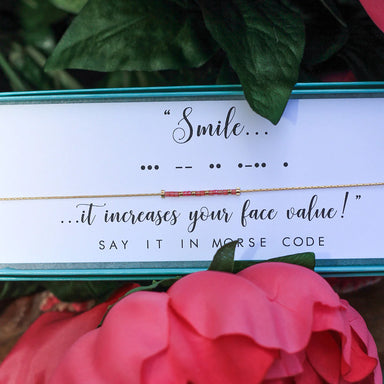 “Smile...
••• –– •• •–•• •
...it increases your face value!”
SAY IT IN MORSE CODE